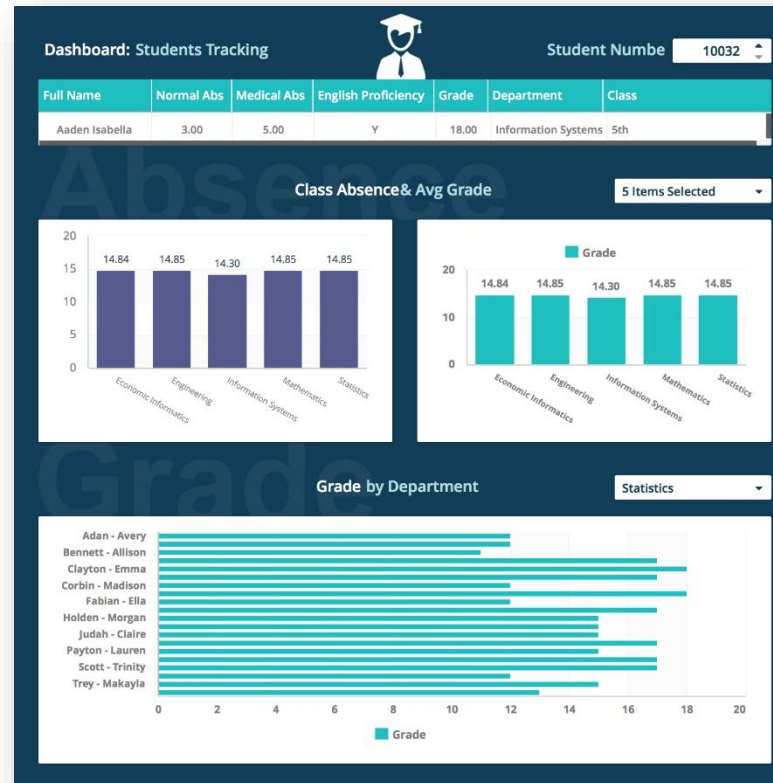 Dashboard: Students Tracking
Student Numbe 10032
Full Name Normal Abs Medical Abs English Proficiency Grade Department Class
Aaden Isabella 3.00 5.00 Y 18.00 Information Systems 5th
Absence
Class Absence& Avg Grade
5 Items Selected
20
15
10
5
0
14.84 14.85 14.30 14.85 14.85
Economic Informatics
Engineering
Information Systems
Mathematics
Statistics
Grade
20
10
0
14.84 14.85 14.30 14.85 14.85
Economic Informatics
Engineering
Information Systems
Mathematics
Statistics
Grade
Grade by Department
Statistics
Adan - Avery
Bennett - Allison
Clayton - Emma
Corbin - Madison
Fabian - Ella
Holden - Morgan
Judah - Claire
Payton - Lauren
Scott - Trinity
Trey - Makayla
0 2 4 6 8 10 12 14 16 18 20
Grade